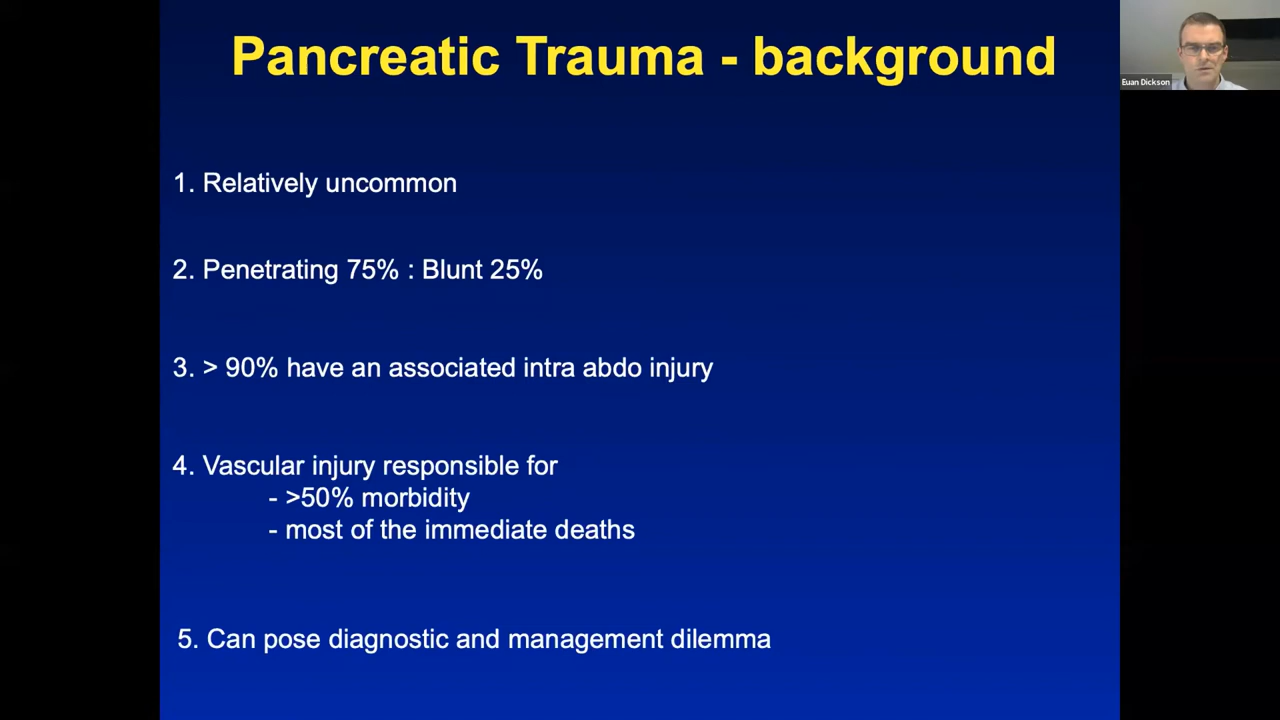 Pancreatic Trauma - background
Euan Dickson
1. Relatively uncommon
2. Penetrating 75% : Blunt 25%
3. > 90% have an associated intra abdo injury
4. Vascular injury responsible for
- >50% morbidity
- most of the immediate deaths
5. Can pose diagnostic and management dilemma